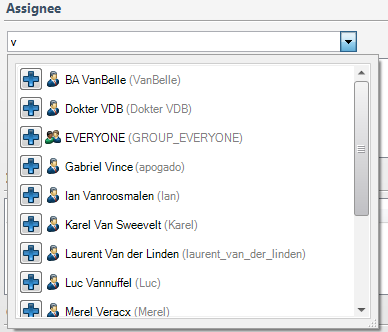 Assignee
v
BA VanBelle (VanBelle)
Dokter VDB (Dokter VDB)
EVERYONE (GROUP_EVERYONE)
Gabriel Vince (apogado)
Ian Vanroosmalen (Ian)
Karel Van Sweevelt (Karel)
Laurent Van der Linden (laurent_van_der_linden)
Luc Vannuffel (Luc)
Merel Veracx (Merel)